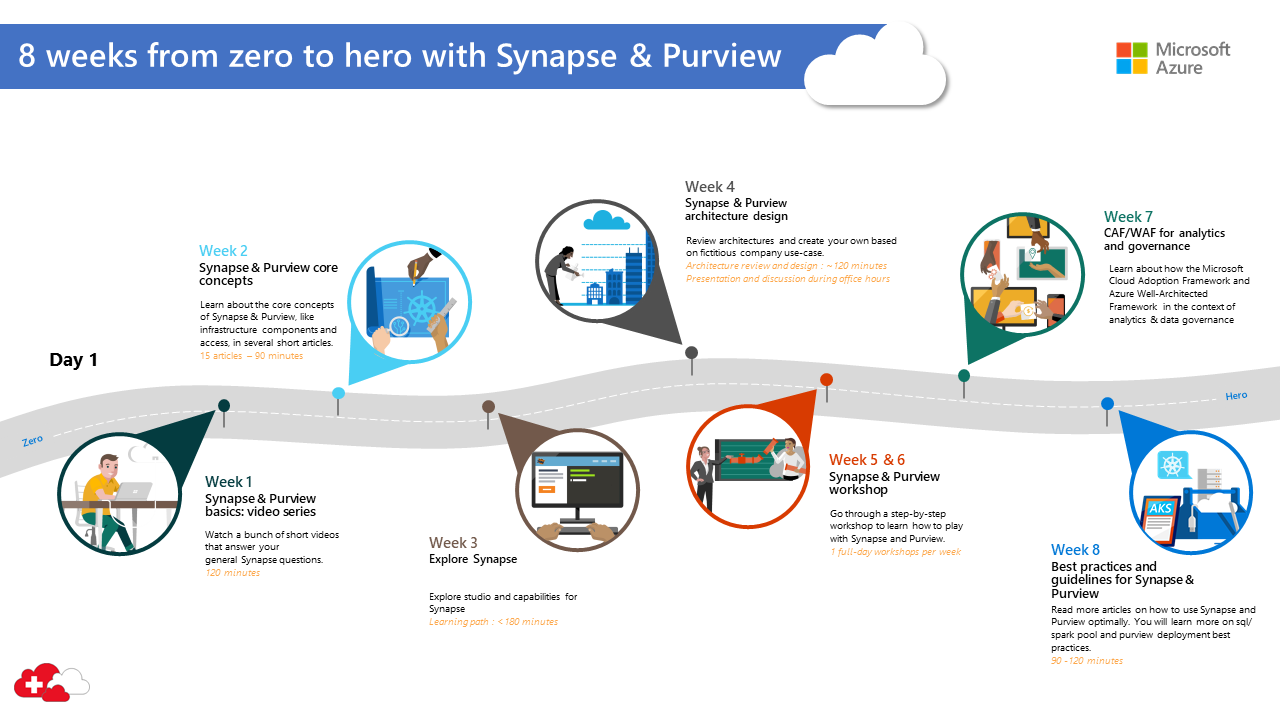 8 weeks from zero to hero with Synapse & Purview
Microsoft
Azure
Day 1
Zero
Hero
Week 1
Synapse & Purview
basics: video series
Watch a bunch of short videos
that answer your
general Synapse questions.
120 minutes
Week 2
Synapse & Purview core
concepts
Learn about the core concepts
of Synapse & Purview, like
infrastructure components and
access, in several short articles.
15 articles – 90 minutes
Week 3
Explore Synapse
Explore studio and capabilities for
Synapse
Learning path : <180 minutes
Week 4
Synapse & Purview
architecture design
Review architectures and create your own based
on fictitious company use-case.
Architecture review and design : ~120 minutes
Presentation and discussion during office hours
Week 5 & 6
Synapse & Purview
workshop
Go through a step-by-step
workshop to learn how to play
with Synapse and Purview.
1 full-day workshops per week
Week 7
CAF/WAF for analytics
and governance
Learn about how the Microsoft
Cloud Adoption Framework and
Azure Well-Architected
Framework in the context of
analytics & data governance
AKS
Week 8
Best practices and
guidelines for Synapse &
Purview
Read more articles on how to use Synapse and
Purview optimally. You will learn more on sql/
spark pool and purview deployment best
practices.
90 -120 minutes